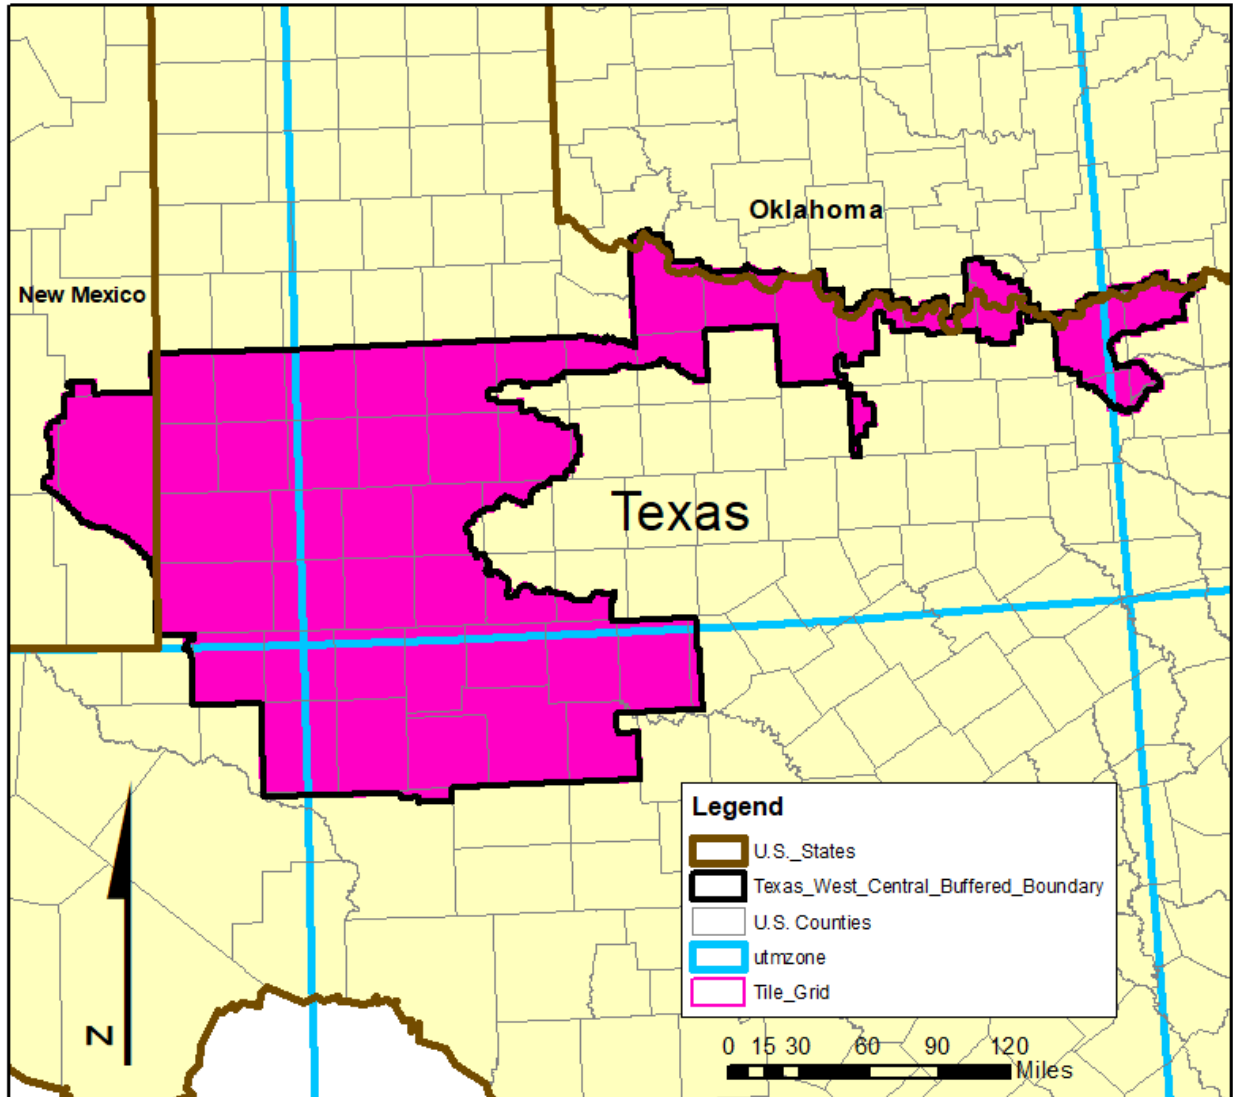 Oklahoma
New Mexico
Texas
Legend
U.S._States
Texas_West_Central_Buffered_Boundary
U.S. Counties
utmzone
Tile_Grid
N
0 15 30 60 90 120
Miles